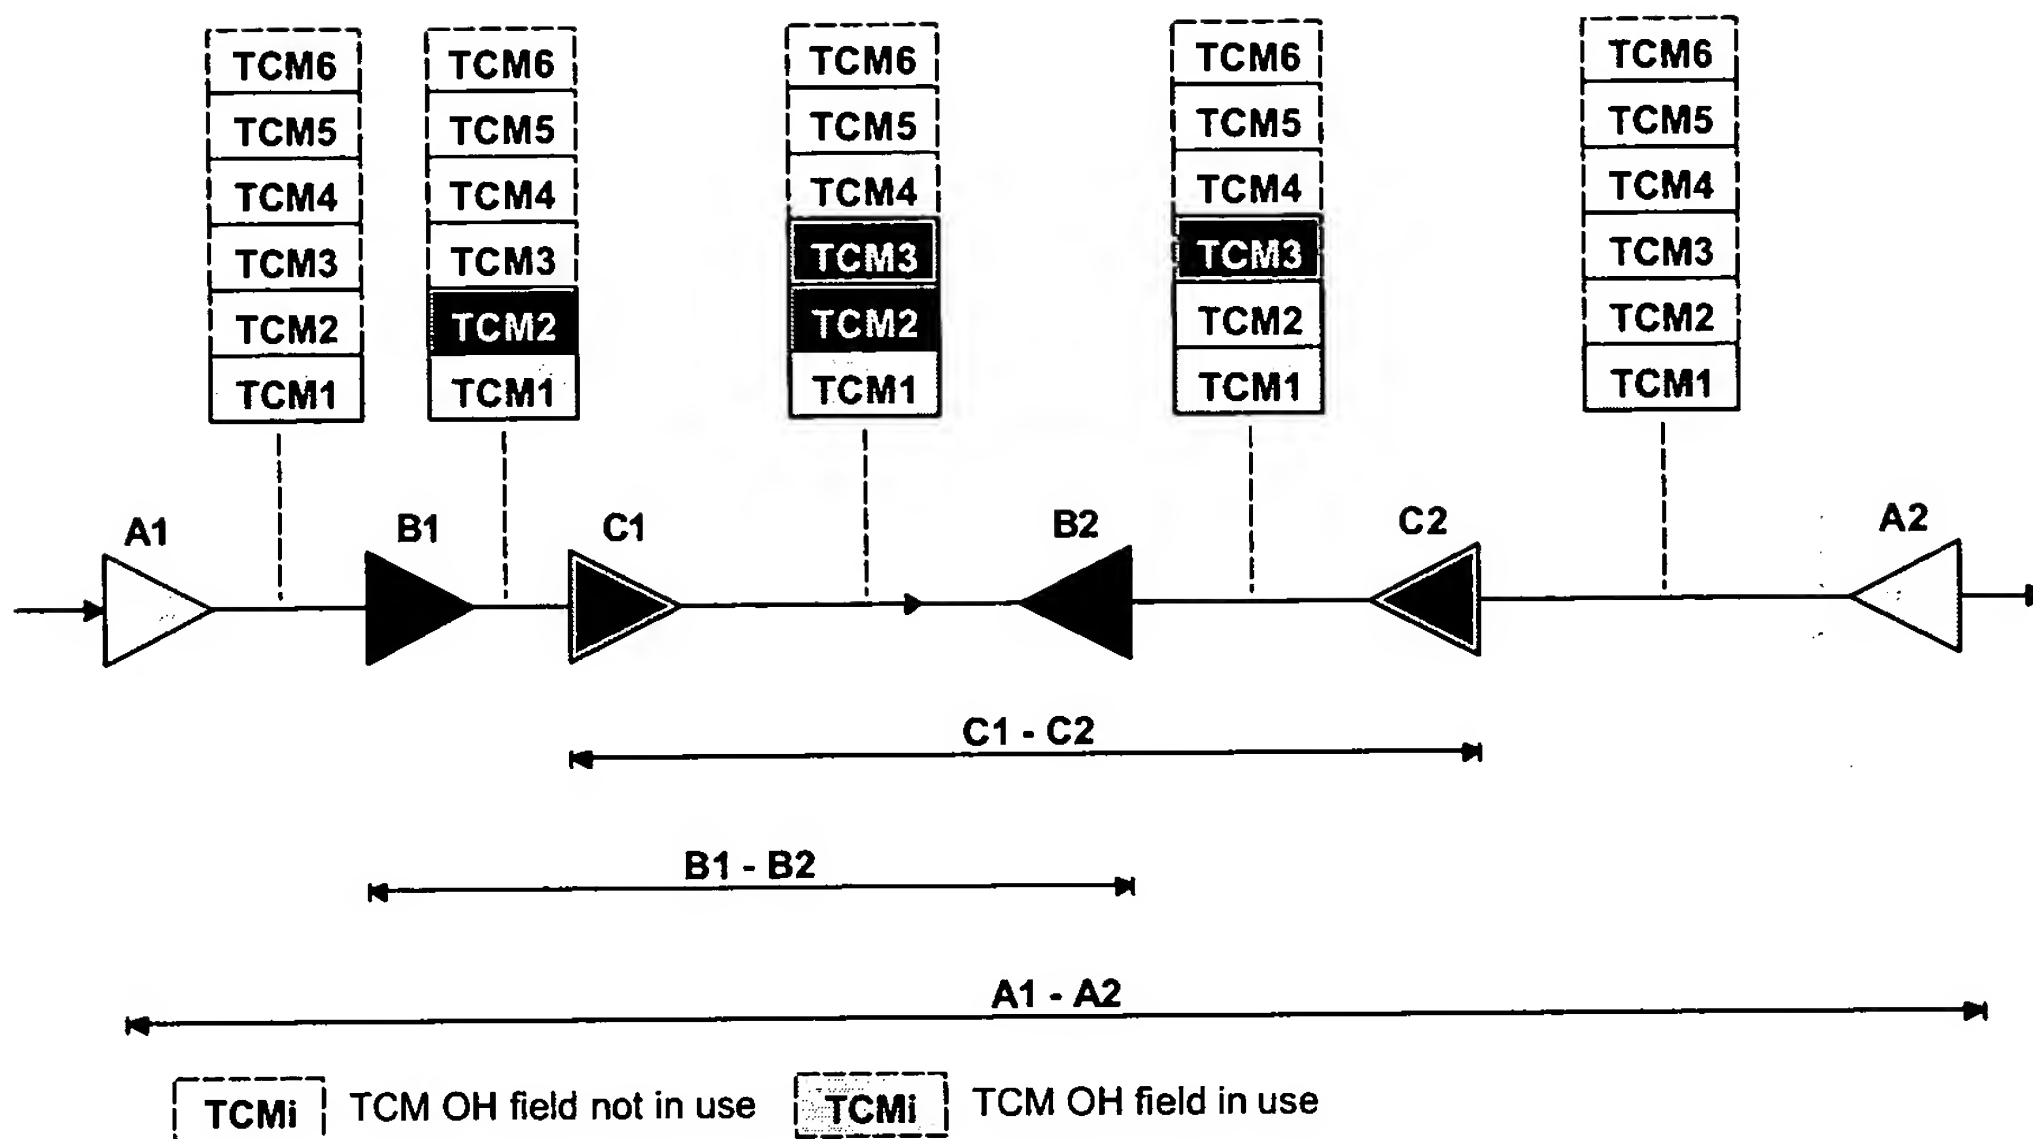 TCM6 TCM6 TCM6 TCM6 TCM6
TCM5 TCM5 TCM5 TCM5 TCM5
TCM4 TCM4 TCM4 TCM4 TCM4
TCM3 TCM3 TCM3 TCM3 TCM3
TCM2 TCM2 TCM2 TCM2 TCM2
TCM1 TCM1 TCM1 TCM1 TCM1
A1 B1 C1 B2 C2 A2
C1 - C2
B1 - B2
A1 - A2
TCMi TCM OH field not in use TCMi TCM OH field in use